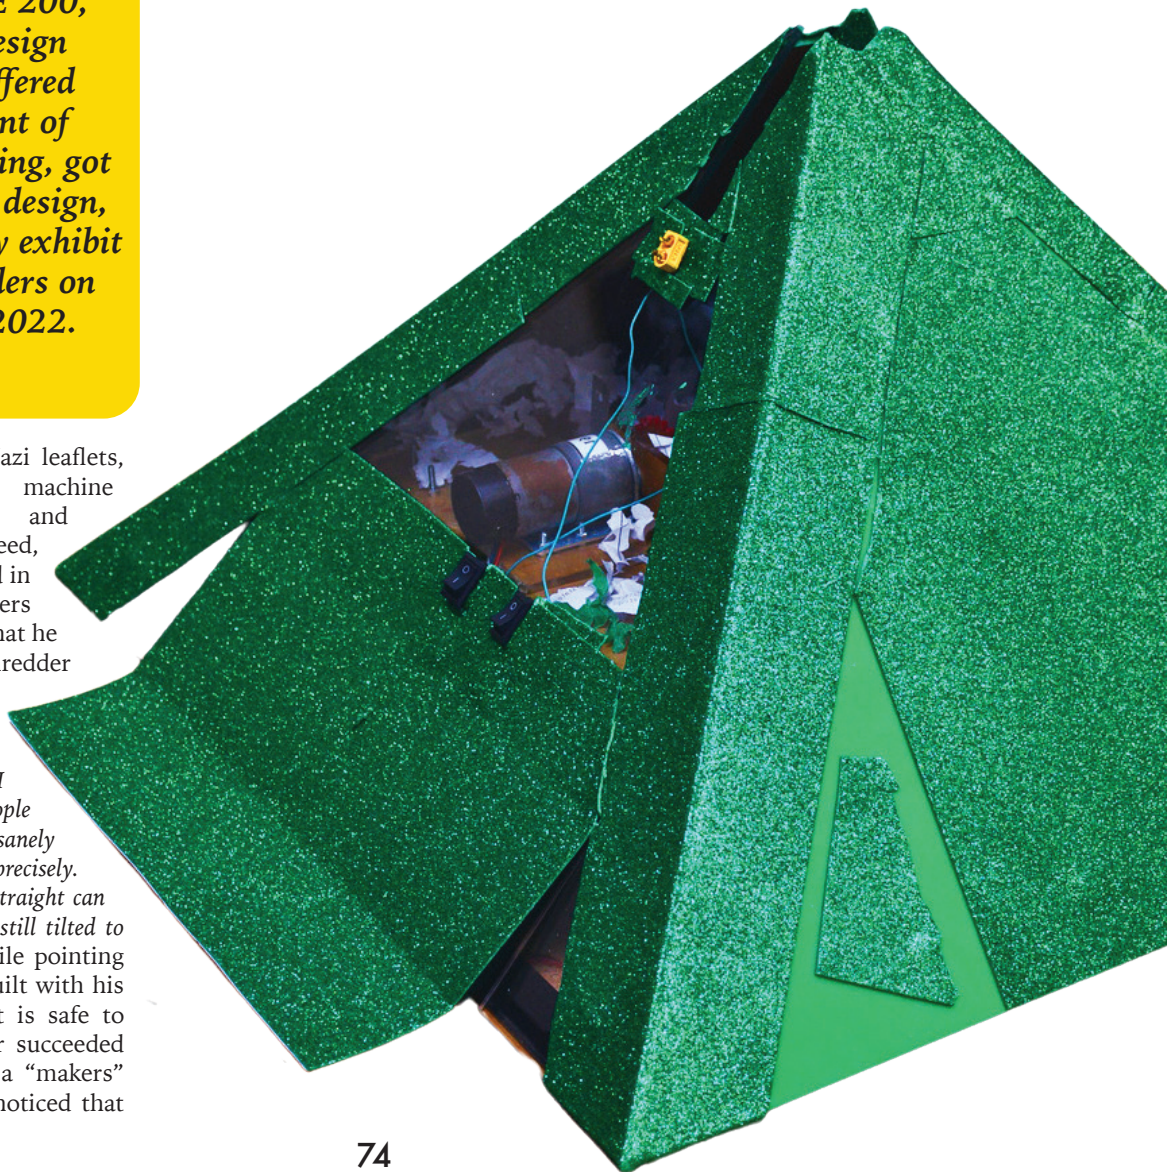 E 200,
esign
ffered
nt of
ing, got
design,
y exhibit
lers on
2022.
azi leaflets,
machine
and
eed,
l in
ers
hat he
redder
I
ople
sanely
precisely.
traight can
still tilted to
ile pointing
uilt with his
t is safe to
r succeeded
a “makers”
noticed that
74